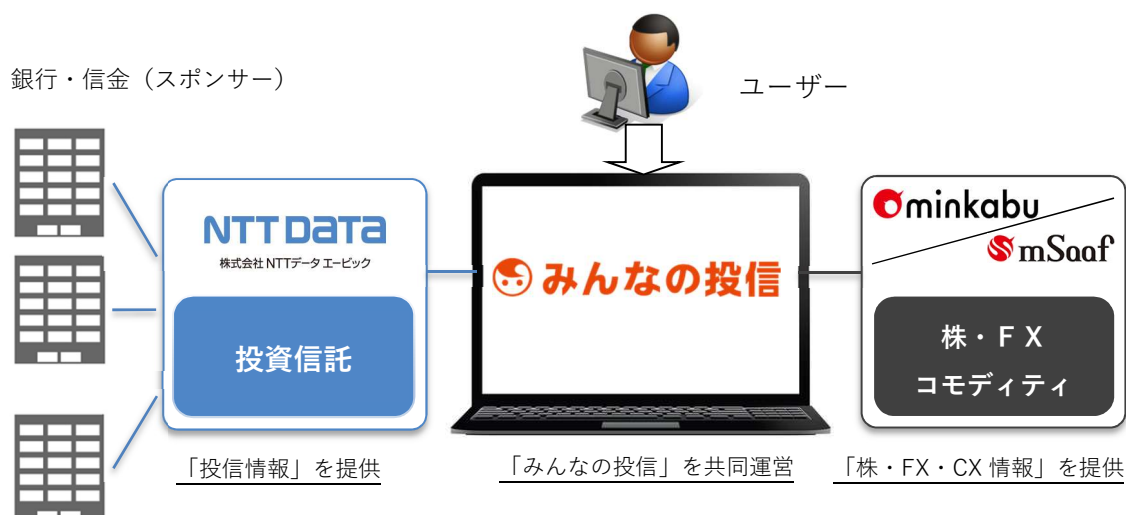 銀行・信金（スポンサー）
ユーザー
NTT DATA
株式会社 NTTデータ エービック
投資信託
「投信情報」を提供
みんなの投信
「みんなの投信」を共同運営
minkabu
mSaaf
株・ＦＸ
コモディティ
「株・FX・CX 情報」を提供